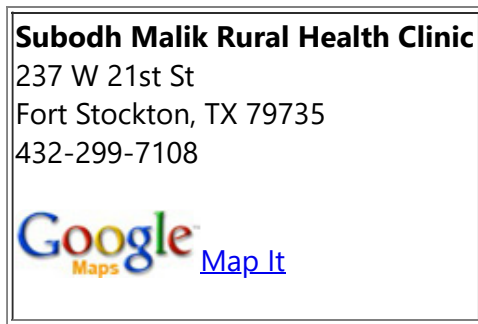 Subodh Malik Rural Health Clinic
237 W 21st St
Fort Stockton, TX 79735
432-299-7108
Google Maps Map It